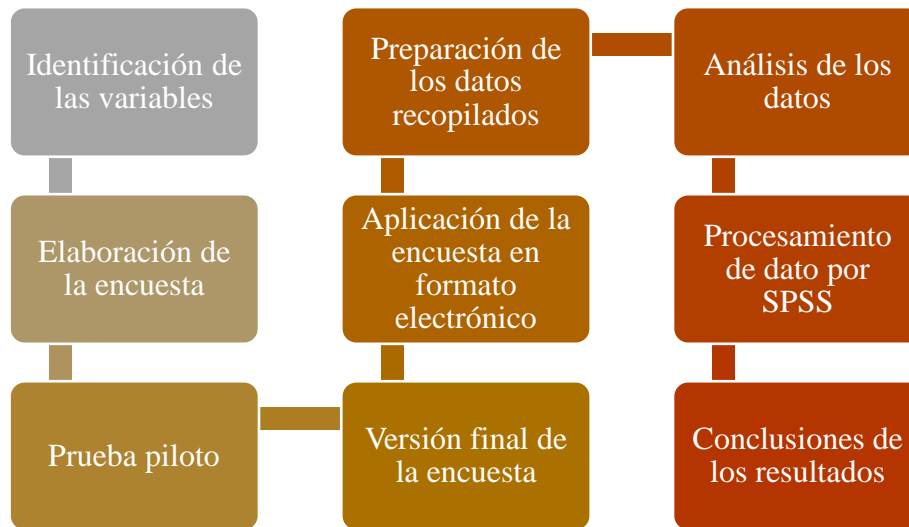 Identificación de
las variables
Elaboración de
la encuesta
Prueba piloto
Versión final de
la encuesta
Aplicación de la
encuesta en
formato
electrónico
Preparación de
los datos
recopilados
Análisis de los
datos
Procesamiento
de dato por
SPSS
Conclusiones de
los resultados